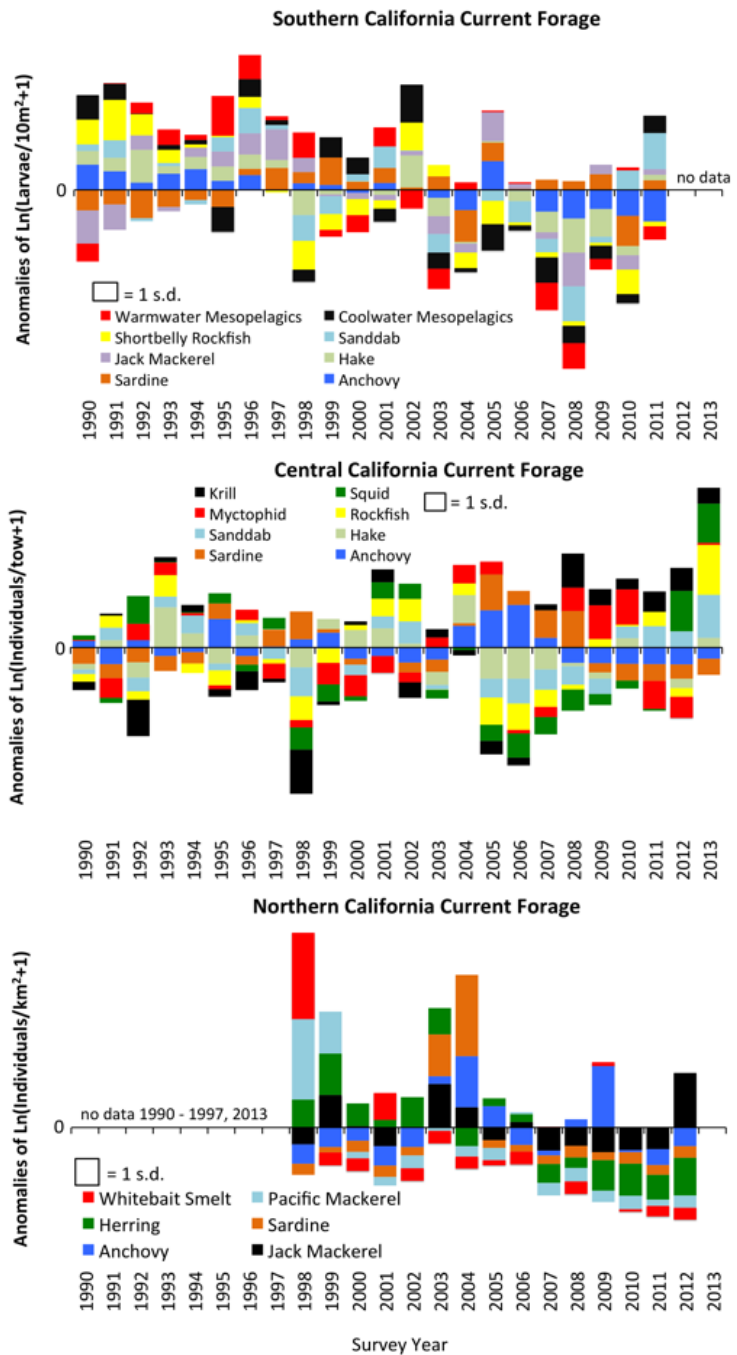 Southern California Current Forage
Anomalies of Ln(Larvae/10m²+1)
0
no data
= 1 s.d.
Warmwater Mesopelagics
Coolwater Mesopelagics
Shortbelly Rockfish
Sanddab
Jack Mackerel
Hake
Sardine
Anchovy
1990 1991 1992 1993 1994 1995 1996 1997 1998 1999 2000 2001 2002 2003 2004 2005 2006 2007 2008 2009 2010 2011 2012 2013
Central California Current Forage
Anomalies of Ln(Individuals/tow+1)
Krill
Squid
= 1 s.d.
Myctophid
Rockfish
Sanddab
Hake
Sardine
Anchovy
0
1990 1991 1992 1993 1994 1995 1996 1997 1998 1999 2000 2001 2002 2003 2004 2005 2006 2007 2008 2009 2010 2011 2012 2013
Northern California Current Forage
Anomalies of Ln(Individuals/km²+1)
no data 1990 - 1997, 2013
0
= 1 s.d.
Whitebait Smelt
Pacific Mackerel
Herring
Sardine
Anchovy
Jack Mackerel
1990 1991 1992 1993 1994 1995 1996 1997 1998 1999 2000 2001 2002 2003 2004 2005 2006 2007 2008 2009 2010 2011 2012 2013
Survey Year